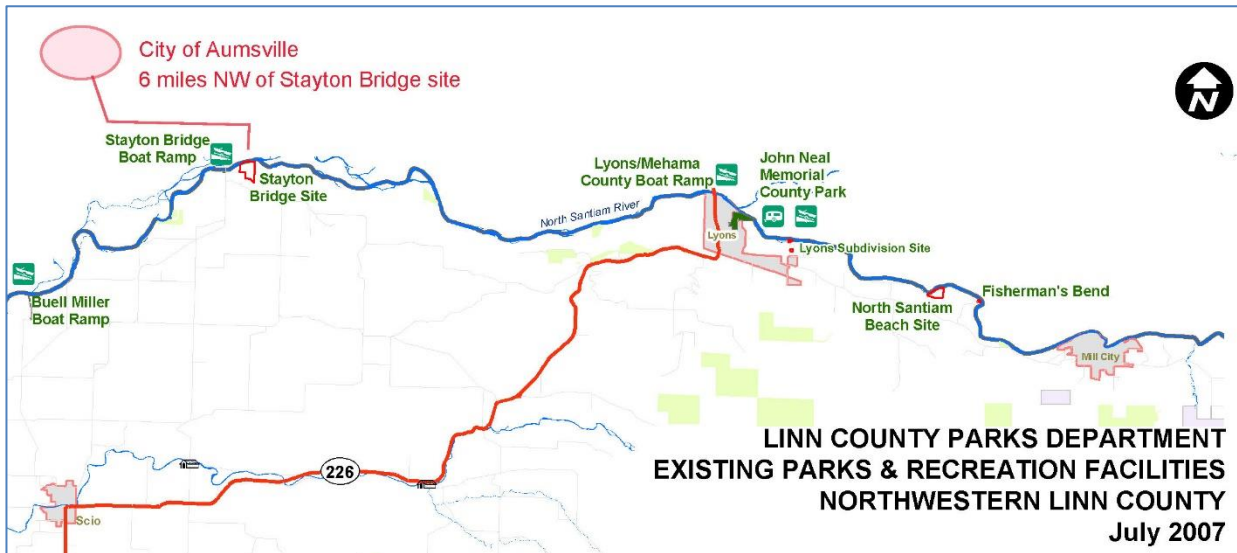 City of Aumsville
6 miles NW of Stayton Bridge site
N
Stayton Bridge
Boat Ramp
Stayton
Bridge Site
Lyons/Mehama
County Boat Ramp
John Neal
Memorial
County Park
North Santiam River
Lyons
Lyons Subdivision Site
Buell Miller
Boat Ramp
North Santiam
Beach Site
Fisherman's Bend
Mill City
226
Scio
LINN COUNTY PARKS DEPARTMENT
EXISTING PARKS & RECREATION FACILITIES
NORTHWESTERN LINN COUNTY
July 2007